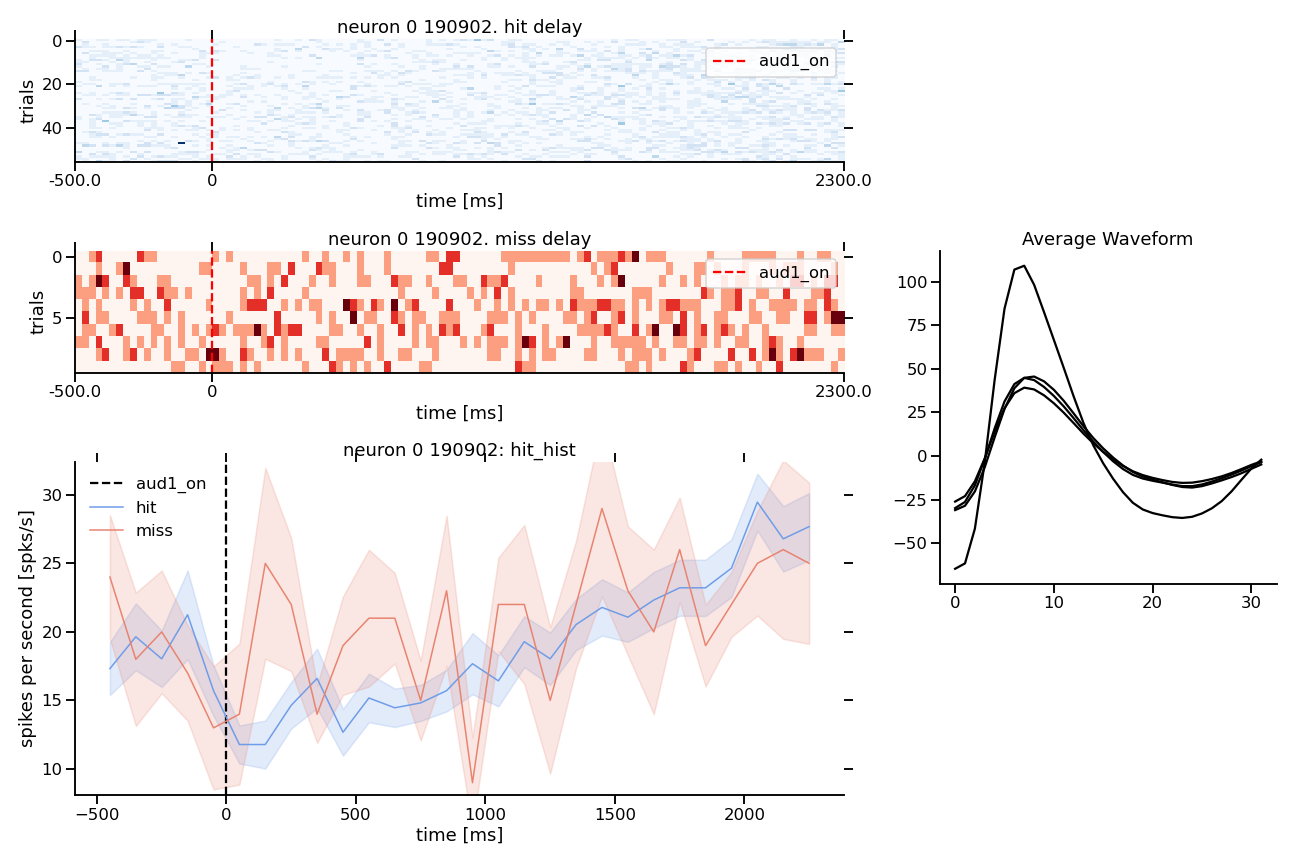 neuron 0 190902. hit delay
0
20
40
trials
aud1_on
-500.0
0
2300.0
time [ms]
neuron 0 190902. miss delay
0
5
trials
aud1_on
-500.0
0
2300.0
time [ms]
neuron 0 190902: hit_hist
30
25
20
15
10
spikes per second [spks/s]
aud1_on
hit
miss
−500
0
500
1000
1500
2000
time [ms]
Average Waveform
100
75
50
25
0
−25
−50
0
10
20
30